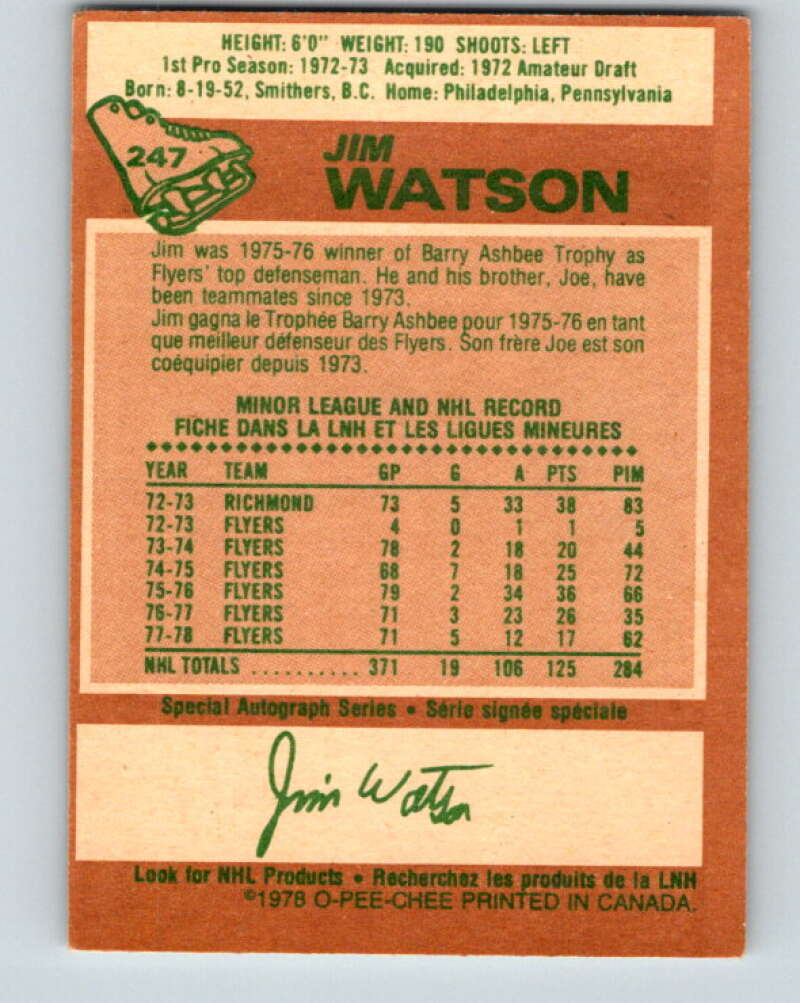 HEIGHT: 6'0" WEIGHT: 190 SHOOTS: LEFT
1st Pro Season: 1972-73 Acquired: 1972 Amateur Draft
Born: 8-19-52, Smithers, B.C. Home: Philadelphia, Pennsylvania
247
JIM
WATSON
Jim was 1975-76 winner of Barry Ashbee Trophy as
Flyers' top defenseman. He and his brother, Joe, have
been teammates since 1973.
Jim gagna le Trophée Barry Ashbee pour 1975-76 en tant
que meilleur défenseur des Flyers. Son frère Joe est son
coéquipier depuis 1973.
MINOR LEAGUE AND NHL RECORD
FICHE DANS LA LNH ET LES LIGUES MINEURES
YEAR TEAM GP G A PTS PIM
72-73 RICHMOND 73 5 33 38 83
72-73 FLYERS 4 0 1 1 5
73-74 FLYERS 78 2 18 20 44
74-75 FLYERS 68 7 18 25 72
75-76 FLYERS 79 2 34 36 66
76-77 FLYERS 71 3 23 26 35
77-78 FLYERS 71 5 12 17 62
NHL TOTALS .......... 371 19 106 125 284
Special Autograph Series • Série signée spéciale
Jim Watson
Look for NHL Products • Recherchez les produits de la LNH
©1978 O-PEE-CHEE PRINTED IN CANADA.